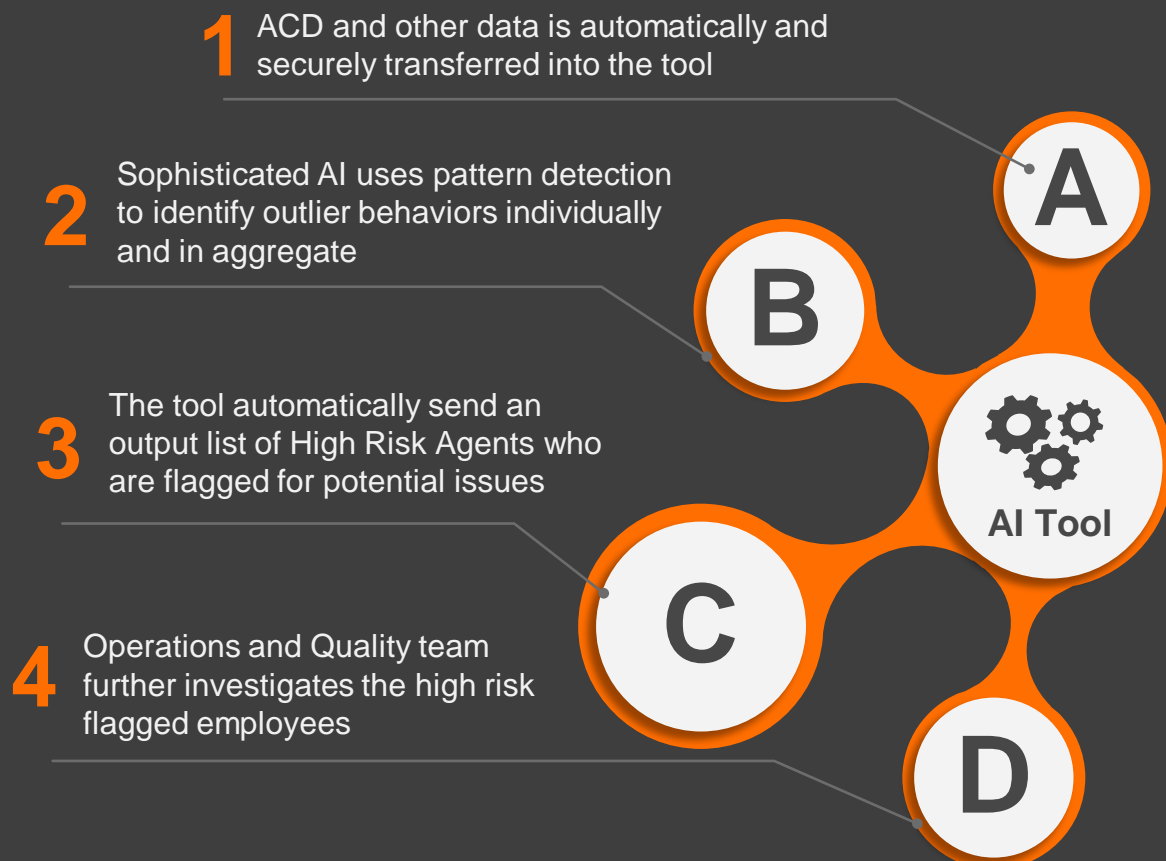 1
ACD and other data is automatically and
securely transferred into the tool
A
2
Sophisticated AI uses pattern detection
to identify outlier behaviors individually
and in aggregate
B
3
The tool automatically send an
output list of High Risk Agents who
are flagged for potential issues
AI Tool
C
4
Operations and Quality team
further investigates the high risk
flagged employees
D